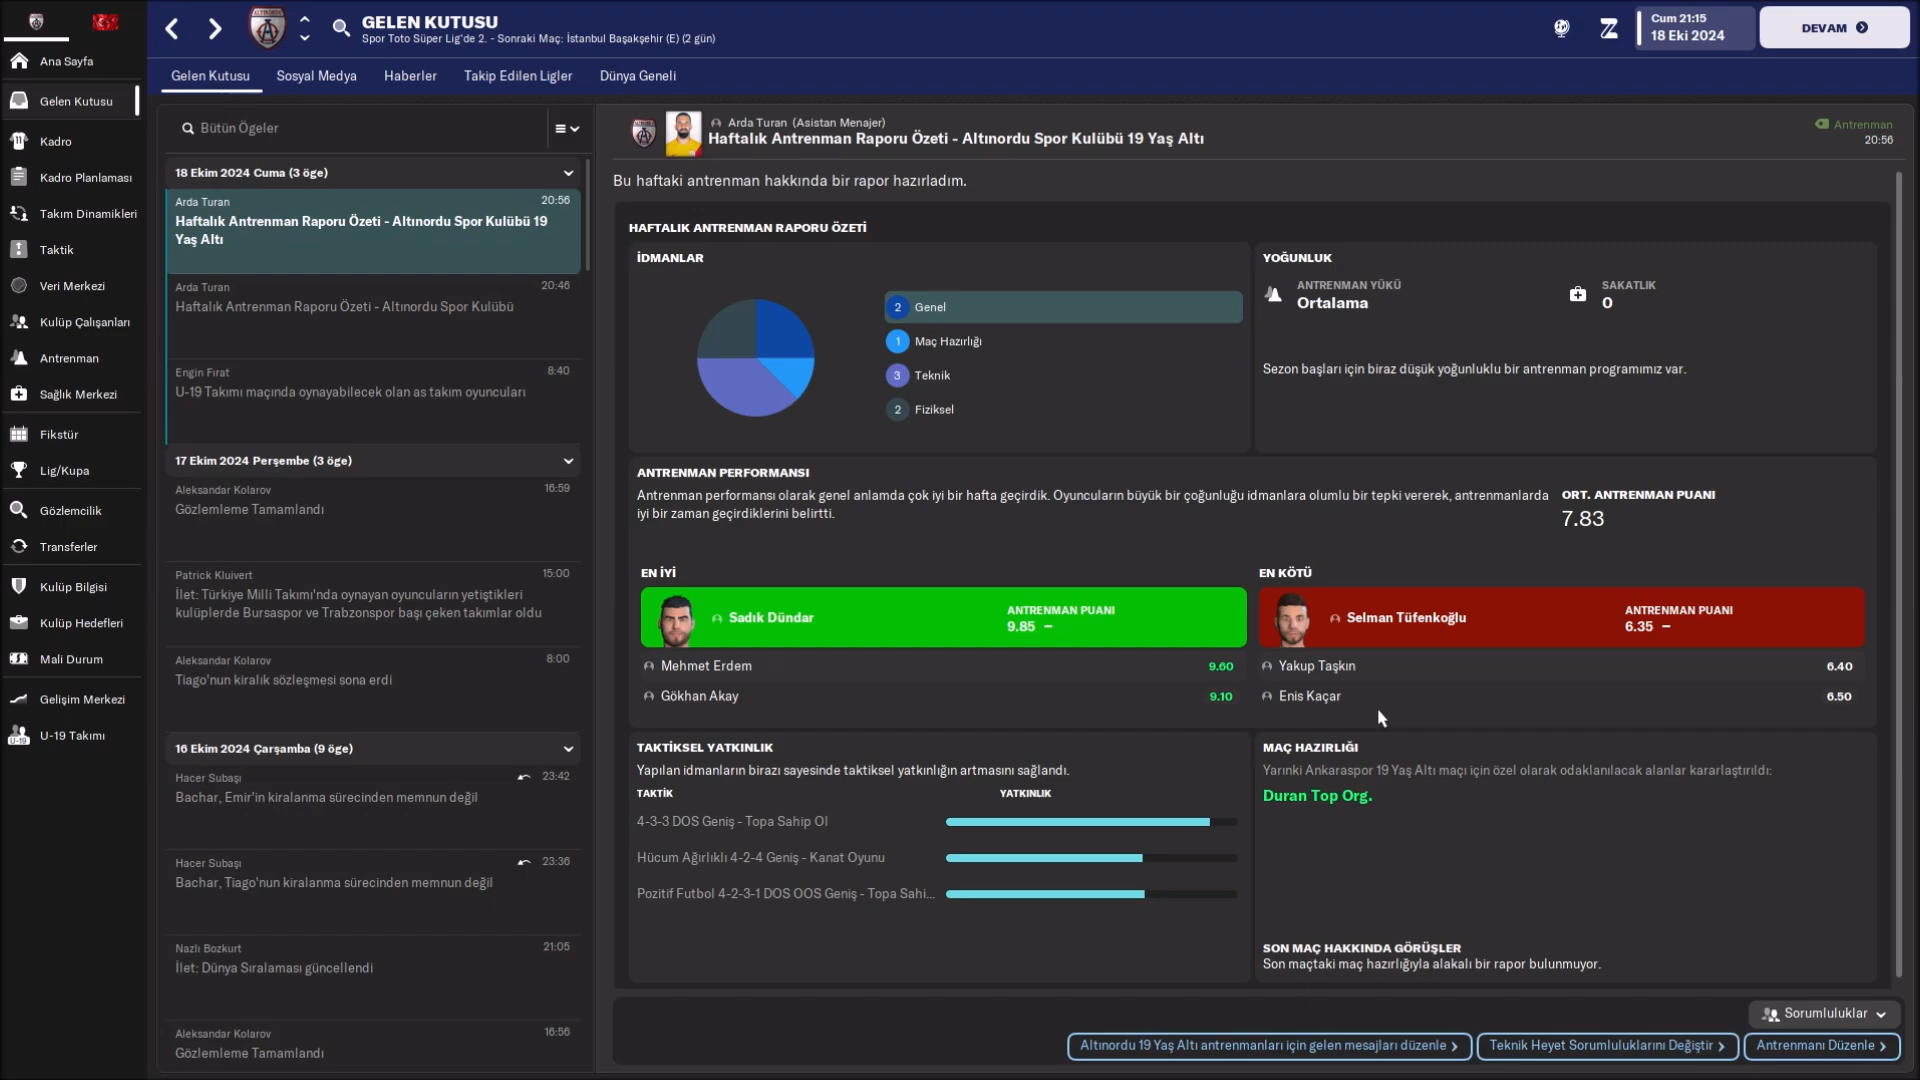 GELEN KUTUSU
Spor Toto Süper Lig'de 2. - Sonraki Maç: İstanbul Başakşehir (E) (2 gün)
Cum 21:15
18 Eki 2024
DEVAM
Gelen Kutusu
Sosyal Medya
Haberler
Takip Edilen Ligler
Dünya Geneli
Ana Sayfa
Gelen Kutusu
Kadro
Kadro Planlaması
Takım Dinamikleri
Taktik
Veri Merkezi
Kulüp Çalışanları
Antrenman
Sağlık Merkezi
Fikstür
Lig/Kupa
Gözlemcilik
Transferler
Kulüp Bilgisi
Kulüp Hedefleri
Mali Durum
Gelişim Merkezi
U-19 Takımı
Bütün Ögeler
18 Ekim 2024 Cuma (3 öge)
Arda Turan 20:56
Haftalık Antrenman Raporu Özeti - Altınordu Spor Kulübü 19
Yaş Altı
Arda Turan 20:46
Haftalık Antrenman Raporu Özeti - Altınordu Spor Kulübü
Engin Fırat 8:40
U-19 Takımı maçında oynayabilecek olan as takım oyuncuları
17 Ekim 2024 Perşembe (3 öge)
Aleksandar Kolarov 16:59
Gözlemleme Tamamlandı
Patrick Kluivert 15:00
İlet: Türkiye Milli Takımı'nda oynayan oyuncuların yetiştikleri
kulüplerde Bursaspor ve Trabzonspor başı çeken takımlar oldu
Aleksandar Kolarov 8:00
Tiago'nun kiralık sözleşmesi sona erdi
16 Ekim 2024 Çarşamba (9 öge)
Hacer Subaşı 23:42
Bachar, Emir'in kiralanma sürecinden memnun değil
Hacer Subaşı 23:36
Bachar, Tiago'nun kiralanma sürecinden memnun değil
Nazlı Bozkurt 21:05
İlet: Dünya Sıralaması güncellendi
Aleksandar Kolarov 16:56
Gözlemleme Tamamlandı
Arda Turan (Asistan Menajer)
Haftalık Antrenman Raporu Özeti - Altınordu Spor Kulübü 19 Yaş Altı
Antrenman
20:56
Bu haftaki antrenman hakkında bir rapor hazırladım.
HAFTALIK ANTRENMAN RAPORU ÖZETİ
İDMANLAR
2 Genel
1 Maç Hazırlığı
3 Teknik
2 Fiziksel
YOĞUNLUK
ANTRENMAN YÜKÜ
Ortalama
SAKATLIK
0
Sezon başları için biraz düşük yoğunluklu bir antrenman programımız var.
ANTRENMAN PERFORMANSI
Antrenman performansı olarak genel anlamda çok iyi bir hafta geçirdik. Oyuncuların büyük bir çoğunluğu idmanlara olumlu bir tepki vererek, antrenmanlarda
iyi bir zaman geçirdiklerini belirtti.
ORT. ANTRENMAN PUANI
7.83
EN İYİ
Sadık Dündar
ANTRENMAN PUANI
9.85 –
Mehmet Erdem 9.60
Gökhan Akay 9.10
EN KÖTÜ
Selman Tüfenkoğlu
ANTRENMAN PUANI
6.35 –
Yakup Taşkın 6.40
Enis Kaçar 6.50
TAKTİKSEL YATKINLIK
Yapılan idmanların birazı sayesinde taktiksel yatkınlığın artmasını sağlandı.
TAKTİK YATKINLIK
4-3-3 DOS Geniş - Topa Sahip Ol
Hücum Ağırlıklı 4-2-4 Geniş - Kanat Oyunu
Pozitif Futbol 4-2-3-1 DOS OOS Geniş - Topa Sahi...
MAÇ HAZIRLIĞI
Yarınki Ankaraspor 19 Yaş Altı maçı için özel olarak odaklanılacak alanlar kararlaştırıldı:
Duran Top Org.
SON MAÇ HAKKINDA GÖRÜŞLER
Son maçtaki maç hazırlığıyla alakalı bir rapor bulunmuyor.
Sorumluluklar
Altınordu 19 Yaş Altı antrenmanları için gelen mesajları düzenle
Teknik Heyet Sorumluluklarını Değiştir
Antrenmanı Düzenle